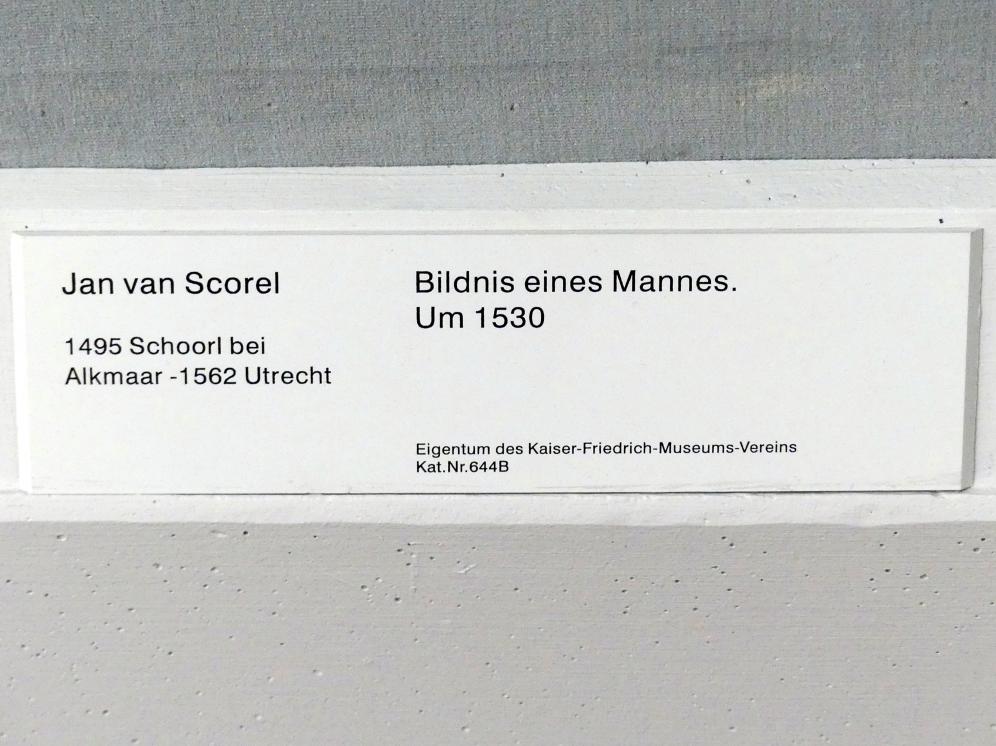 Jan van Scorel
1495 Schoorl bei
Alkmaar -1562 Utrecht
Bildnis eines Mannes.
Um 1530
Eigentum des Kaiser-Friedrich-Museums-Vereins
Kat.Nr.644B